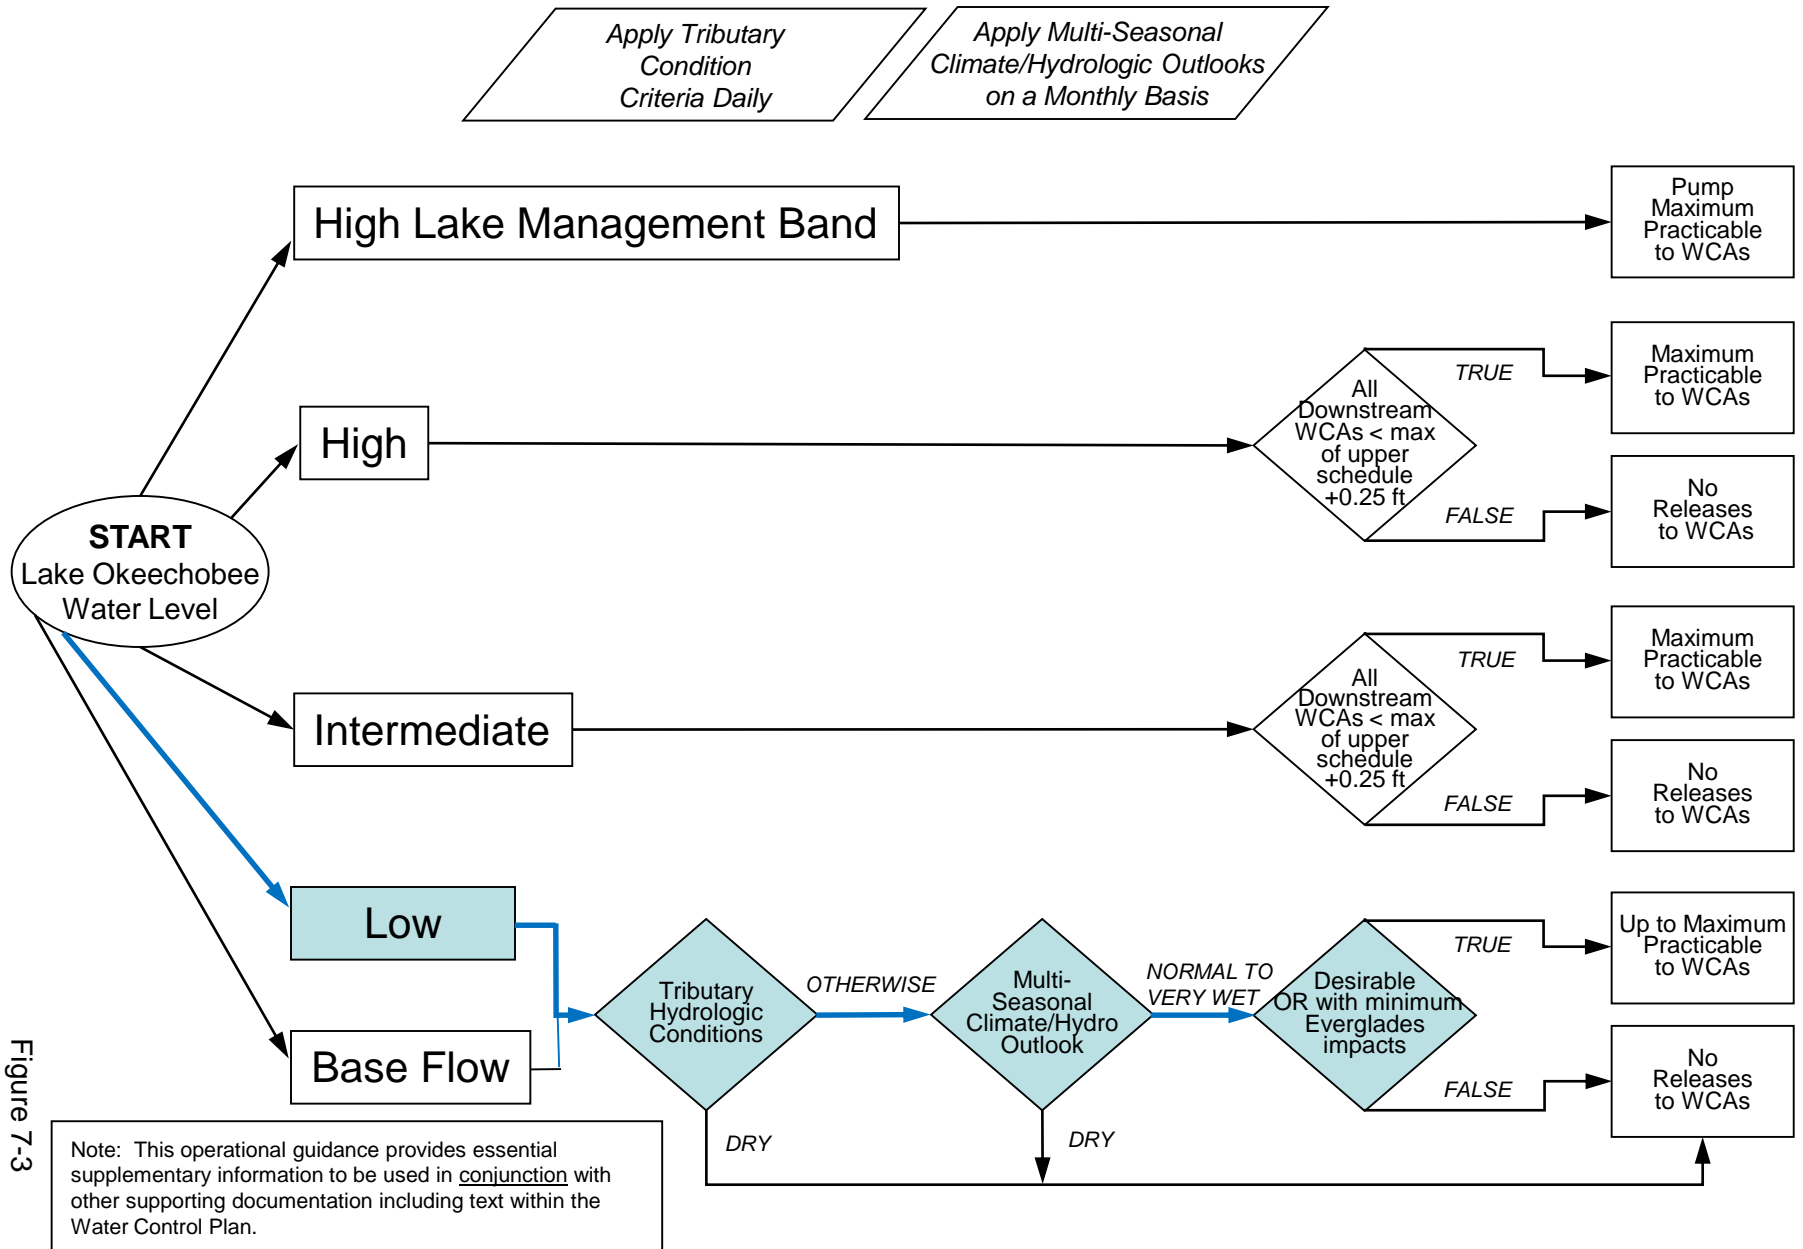 Apply Tributary
Condition
Criteria Daily
Apply Multi-Seasonal
Climate/Hydrologic Outlooks
on a Monthly Basis
High Lake Management Band
Pump
Maximum
Practicable
to WCAs
High
All
Downstream
WCAs < max
of upper
schedule
+0.25 ft
TRUE
Maximum
Practicable
to WCAs
FALSE
No
Releases
to WCAs
START
Lake Okeechobee
Water Level
Intermediate
All
Downstream
WCAs < max
of upper
schedule
+0.25 ft
TRUE
Maximum
Practicable
to WCAs
FALSE
No
Releases
to WCAs
Low
Base Flow
Tributary
Hydrologic
Conditions
OTHERWISE
DRY
Multi-
Seasonal
Climate/Hydro
Outlook
NORMAL TO
VERY WET
DRY
Desirable
OR with minimum
Everglades
impacts
TRUE
Up to Maximum
Practicable
to WCAs
FALSE
No
Releases
to WCAs
Figure 7-3
Note:  This operational guidance provides essential
supplementary information to be used in conjunction with
other supporting documentation including text within the
Water Control Plan.